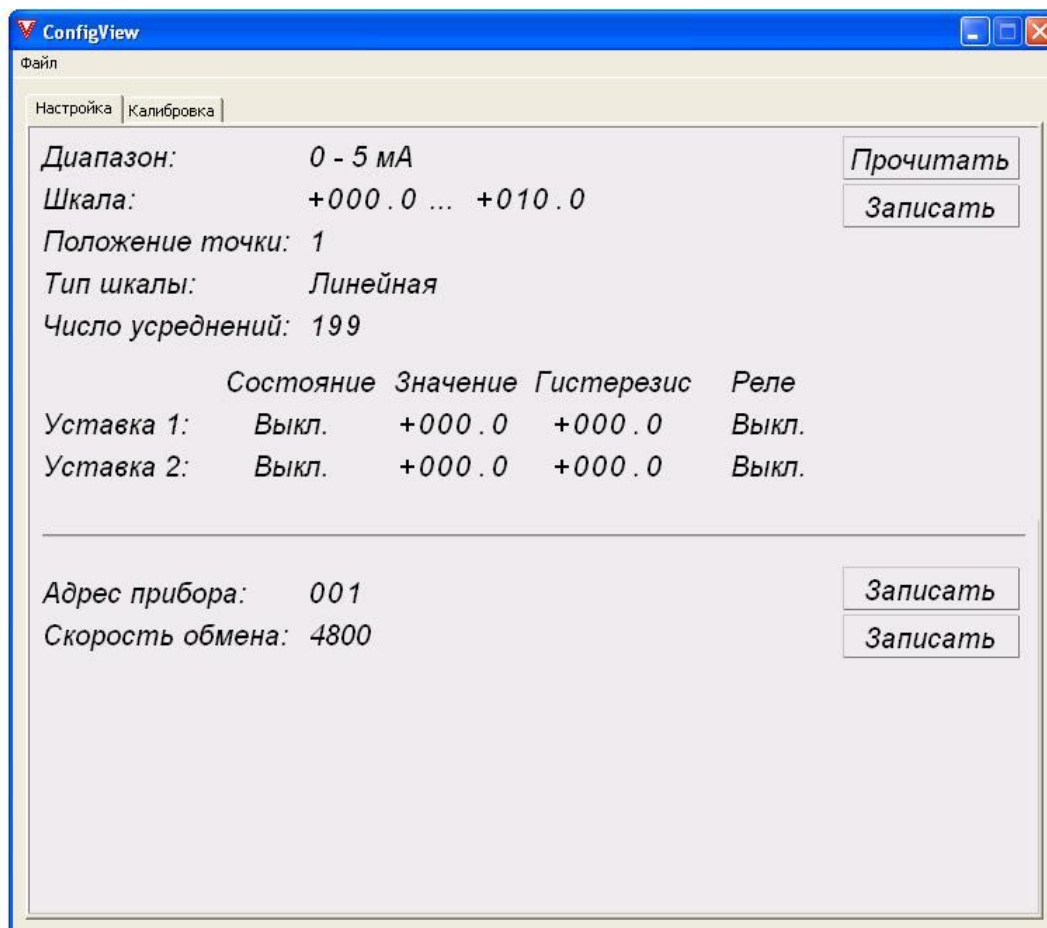 ConfigView
Файл
Настройка Калибровка
Диапазон: 0 - 5 мА Прочитать
Шкала: +000.0 ... +010.0 Записать
Положение точки: 1
Тип шкалы: Линейная
Число усреднений: 199
Состояние Значение Гистерезис Реле
Уставка 1: Выкл. +000.0 +000.0 Выкл.
Уставка 2: Выкл. +000.0 +000.0 Выкл.
Адрес прибора: 001 Записать
Скорость обмена: 4800 Записать